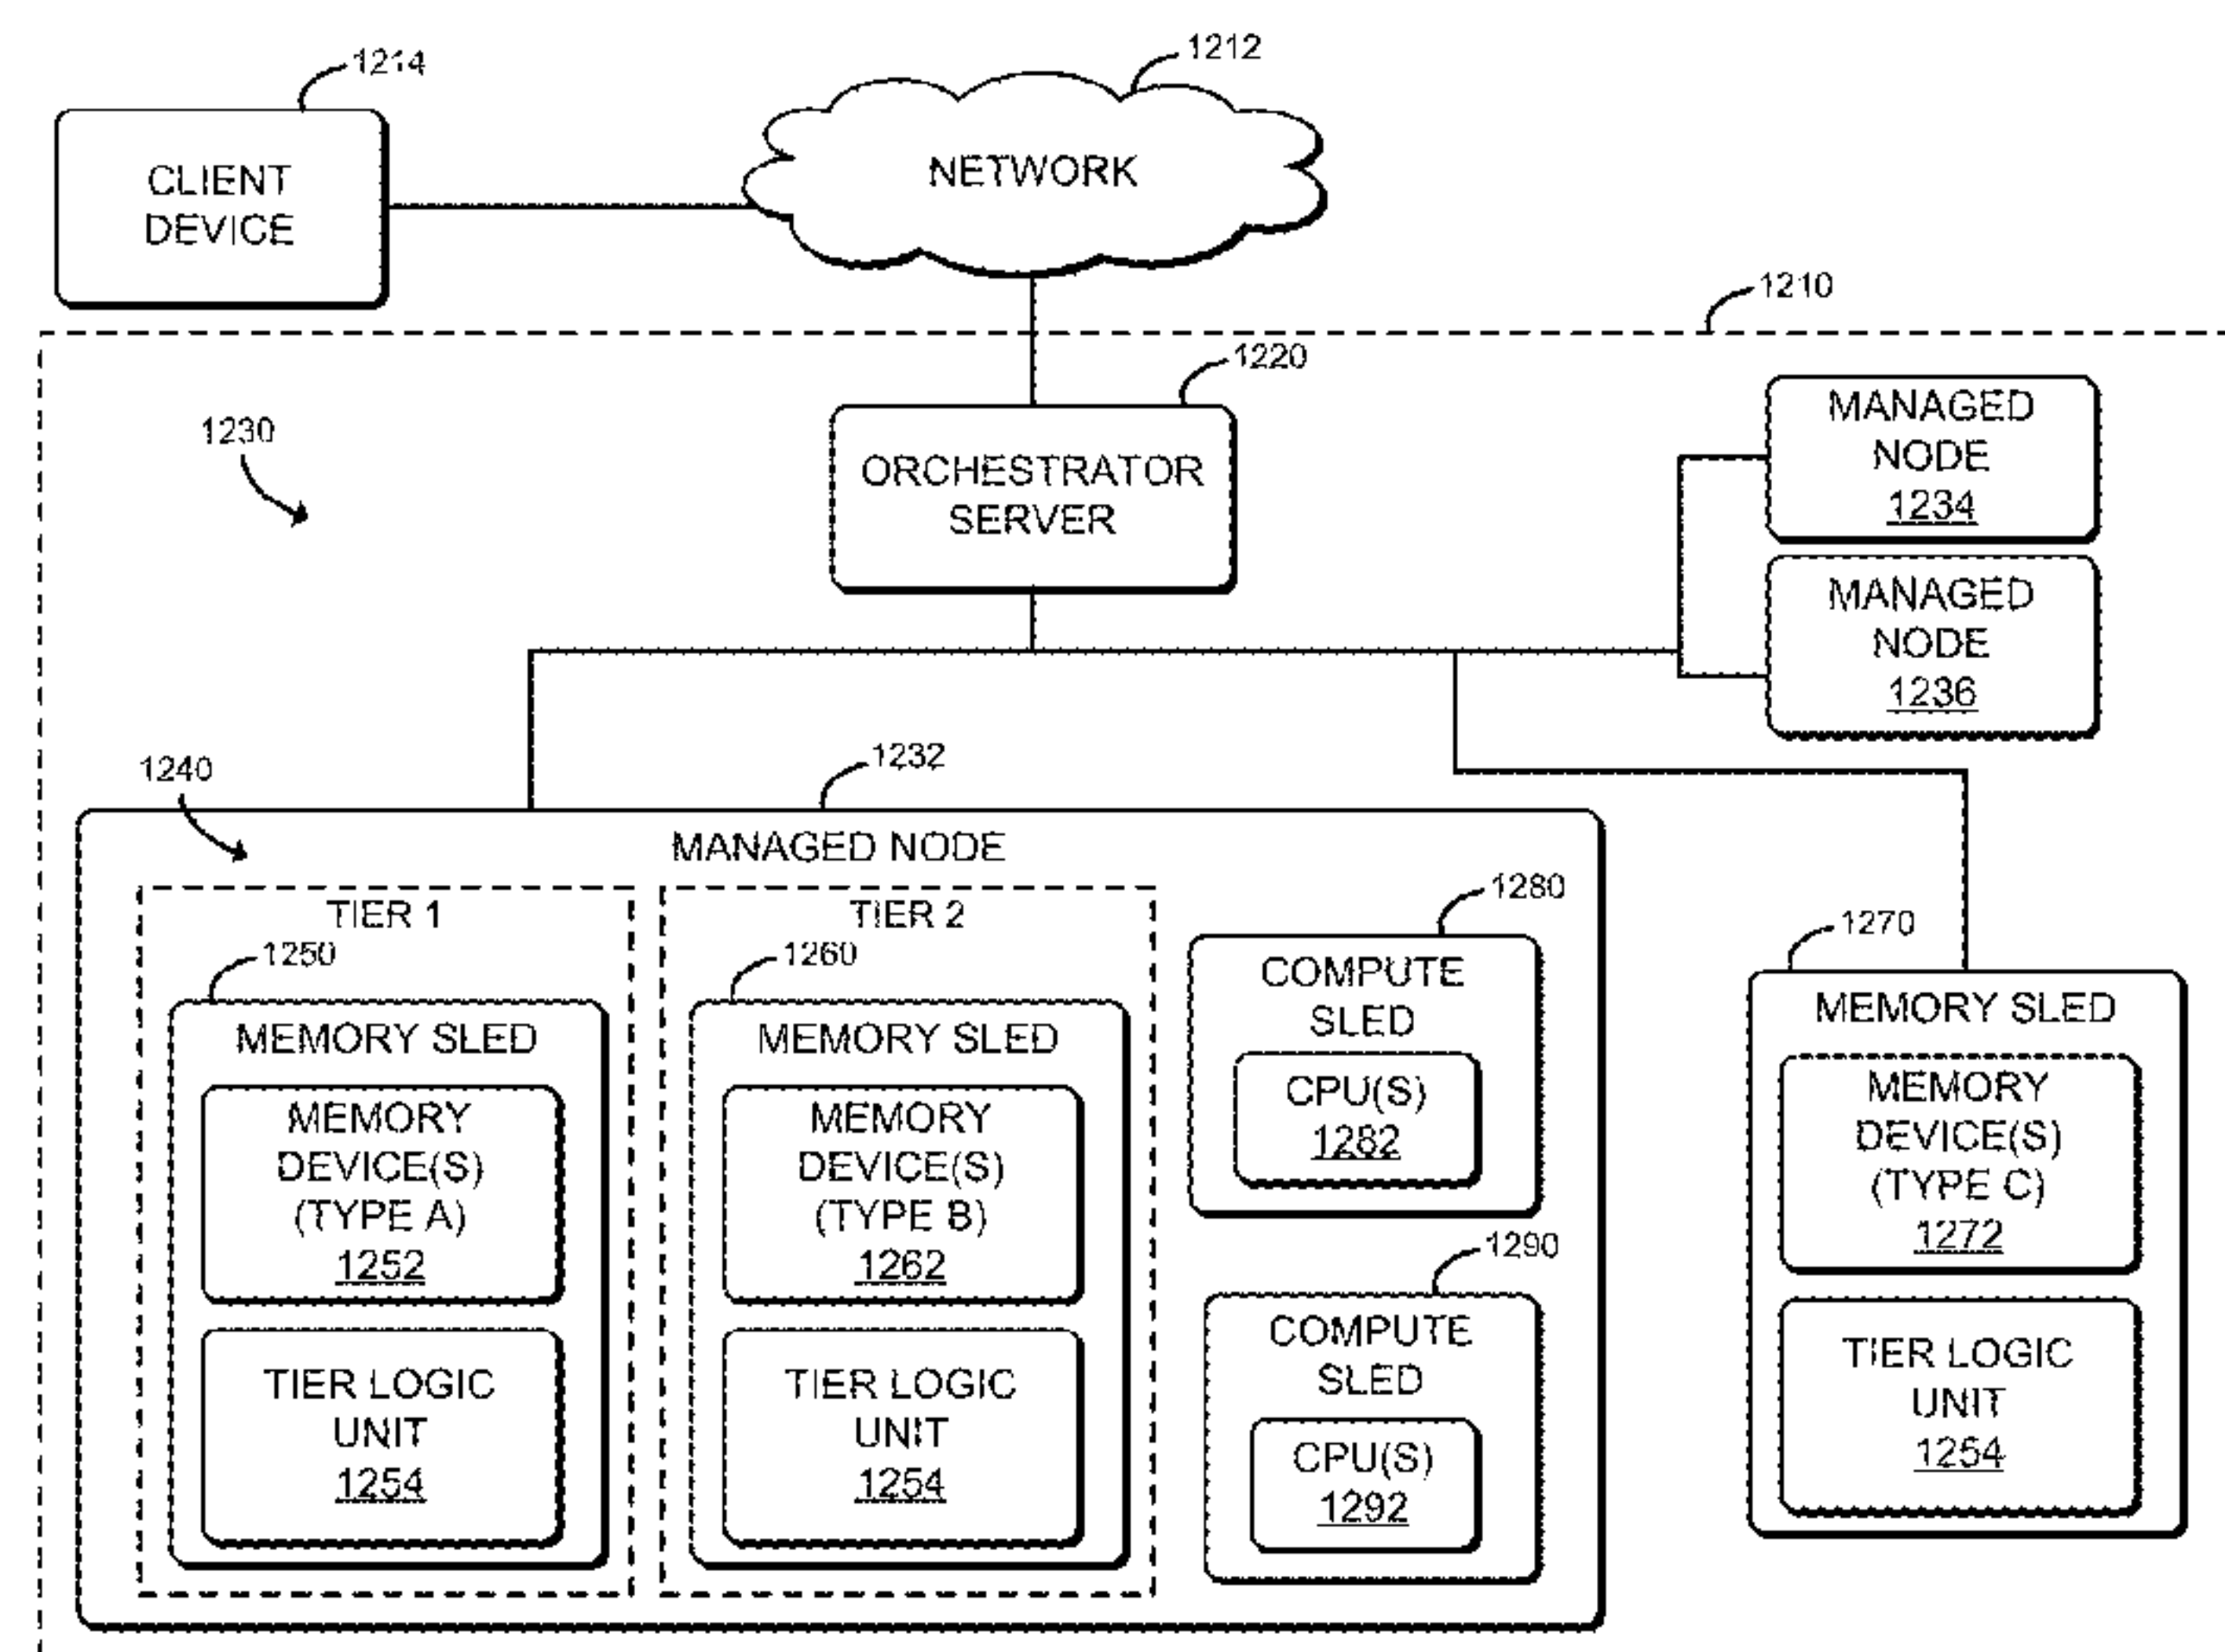 1214
CLIENT
DEVICE
1212
NETWORK
1210
1220
ORCHESTRATOR
SERVER
1230
MANAGED
NODE
1234
MANAGED
NODE
1236
1240
1232
MANAGED NODE
TIER 1
1250
MEMORY SLED
MEMORY
DEVICE(S)
(TYPE A)
1252
TIER LOGIC
UNIT
1254
TIER 2
1260
MEMORY SLED
MEMORY
DEVICE(S)
(TYPE B)
1262
TIER LOGIC
UNIT
1254
1280
COMPUTE
SLED
CPU(S)
1282
1290
COMPUTE
SLED
CPU(S)
1292
1270
MEMORY SLED
MEMORY
DEVICE(S)
(TYPE C)
1272
TIER LOGIC
UNIT
1254